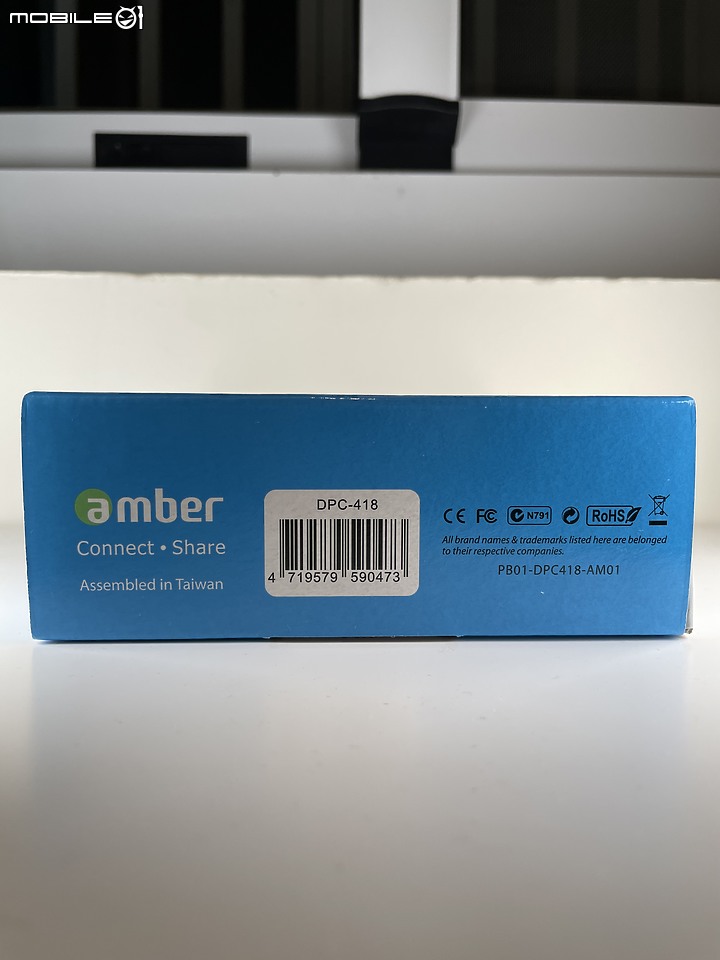 MOBILE01
amber
Connect • Share
Assembled in Taiwan
DPC-418
4 719579 590473
CE FC N791 RoHS
All brand names & trademarks listed here are belonged
to their respective companies.
PB01-DPC418-AM01